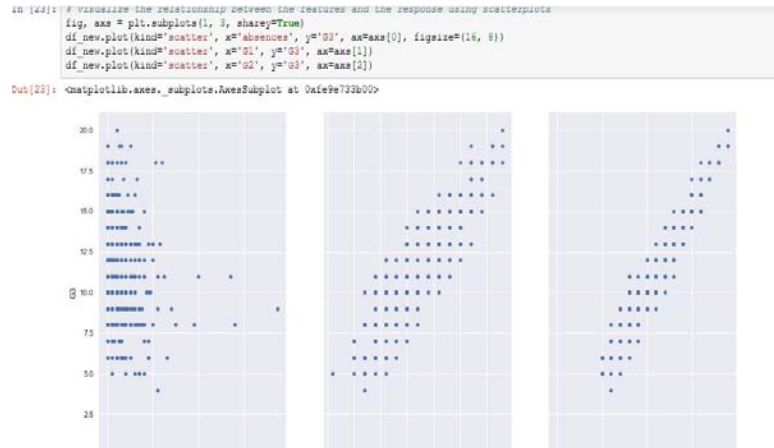 In [23]: # Visualize the relationship between the features and the response using scatterplots
fig, axs = plt.subplots(1, 3, sharey=True)
df_new.plot(kind='scatter', x='absences', y='G3', ax=axs[0], figsize=(16, 8))
df_new.plot(kind='scatter', x='G1', y='G3', ax=axs[1])
df_new.plot(kind='scatter', x='G2', y='G3', ax=axs[2])
Out[23]: <matplotlib.axes._subplots.AxesSubplot at 0xfe9e733b00>
20.0
17.5
15.0
12.5
G3
10.0
7.5
5.0
2.5